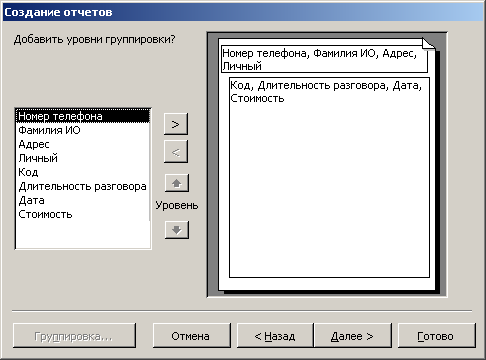 Создание отчетов
Добавить уровни группировки?
Номер телефона
Фамилия ИО
Адрес
Личный
Код
Длительность разговора
Дата
Стоимость
>
<
Уровень
Номер телефона, Фамилия ИО, Адрес,
Личный
Код, Длительность разговора, Дата,
Стоимость
Группировка...
Отмена
< Назад
Далее >
Готово